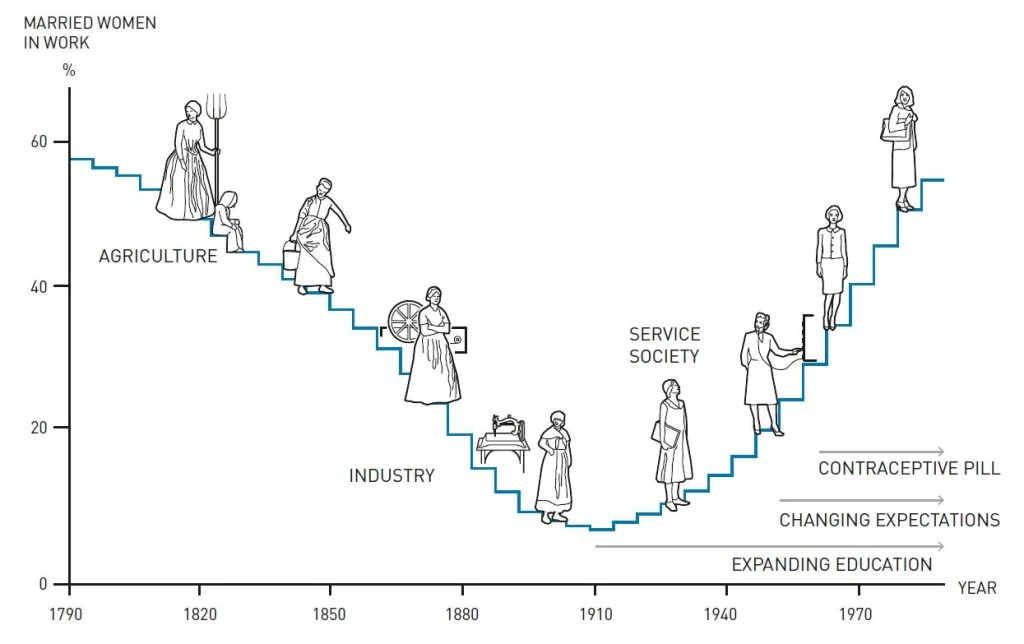 MARRIED WOMEN
IN WORK
%
60
AGRICULTURE
40
SERVICE
SOCIETY
20
INDUSTRY
CONTRACEPTIVE PILL
CHANGING EXPECTATIONS
EXPANDING EDUCATION
0
YEAR
1790 1820 1850 1880 1910 1940 1970